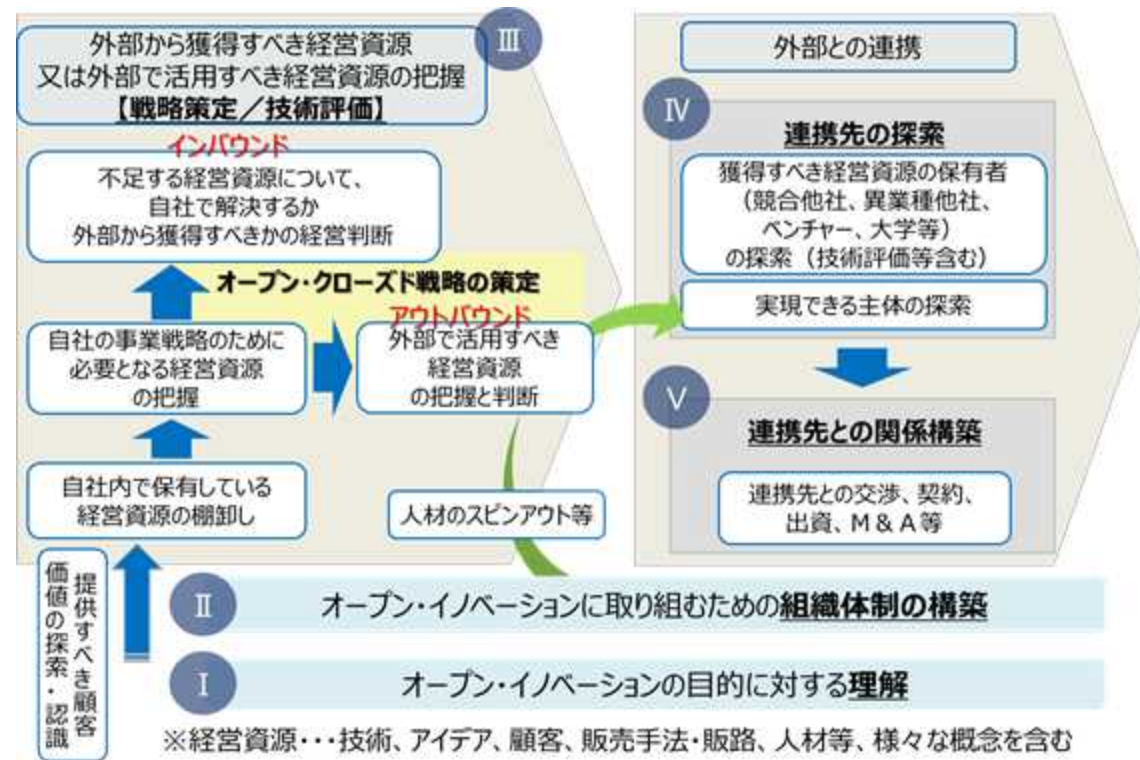 外部から獲得すべき経営資源
又は外部で活用すべき経営資源の把握
【戦略策定／技術評価】
Ⅲ
インバウンド
不足する経営資源について、
自社で解決するか
外部から獲得すべきかの経営判断
オープン・クローズド戦略の策定
アウトバウンド
自社の事業戦略のために
必要となる経営資源
の把握
外部で活用すべき
経営資源
の把握と判断
自社内で保有している
経営資源の棚卸し
人材のスピンアウト等
提供すべき顧客
価値の探索・認識
外部との連携
Ⅳ
連携先の探索
獲得すべき経営資源の保有者
（競合他社、異業種他社、
ベンチャー、大学等）
の探索（技術評価等含む）
実現できる主体の探索
Ⅴ
連携先との関係構築
連携先との交渉、契約、
出資、Ｍ＆Ａ等
Ⅱ
オープン・イノベーションに取り組むための組織体制の構築
Ⅰ
オープン・イノベーションの目的に対する理解
※経営資源・・・技術、アイデア、顧客、販売手法・販路、人材等、様々な概念を含む